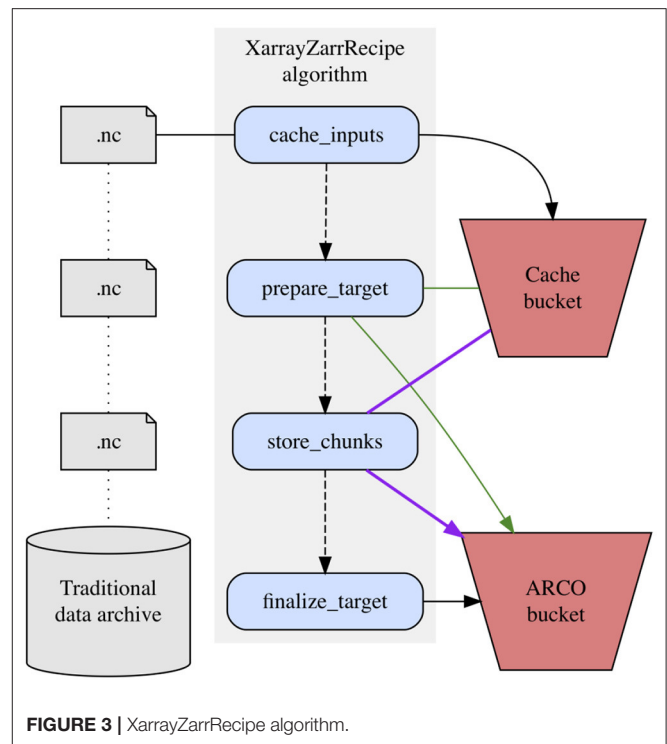 XarrayZarrRecipe
algorithm
.nc
cache_inputs
Cache
bucket
.nc
prepare_target
.nc
store_chunks
Traditional
data archive
finalize_target
ARCO
bucket
FIGURE 3 | XarrayZarrRecipe algorithm.